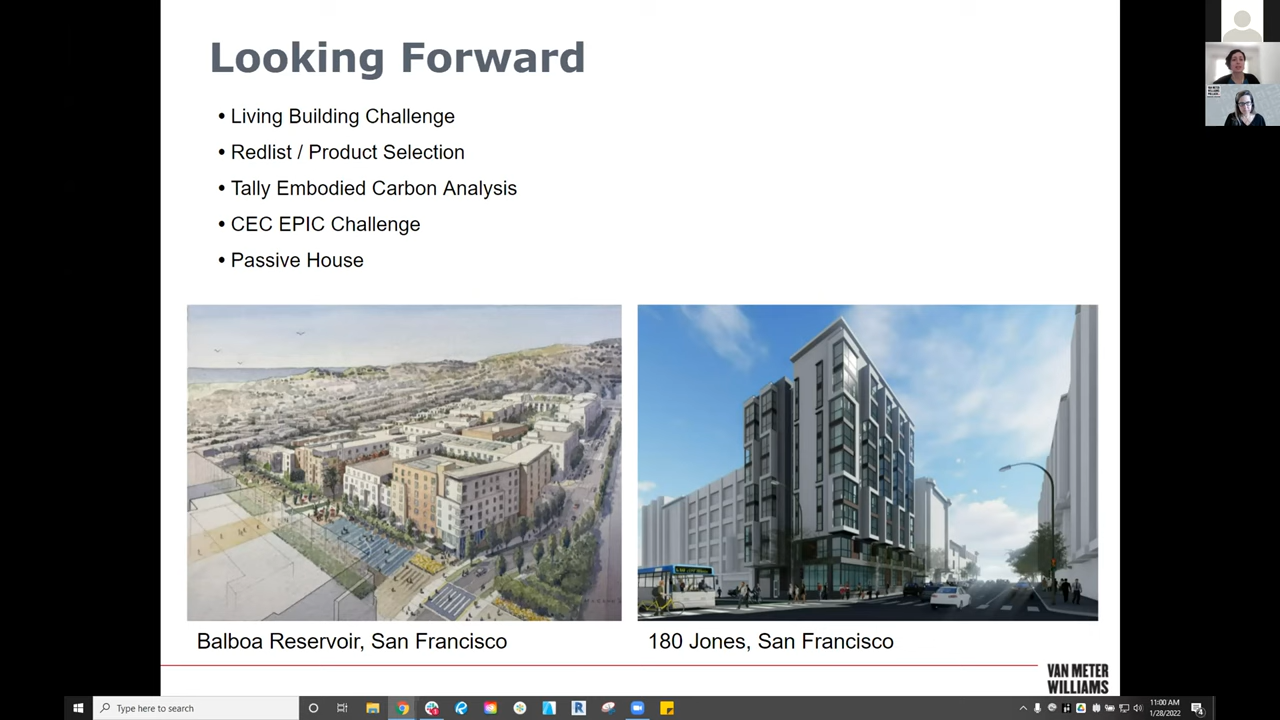 Looking Forward
• Living Building Challenge
• Redlist / Product Selection
• Tally Embodied Carbon Analysis
• CEC EPIC Challenge
• Passive House
Balboa Reservoir, San Francisco
180 Jones, San Francisco
VAN METER
WILLIAMS
Type here to search
11:00 AM
1/28/2022